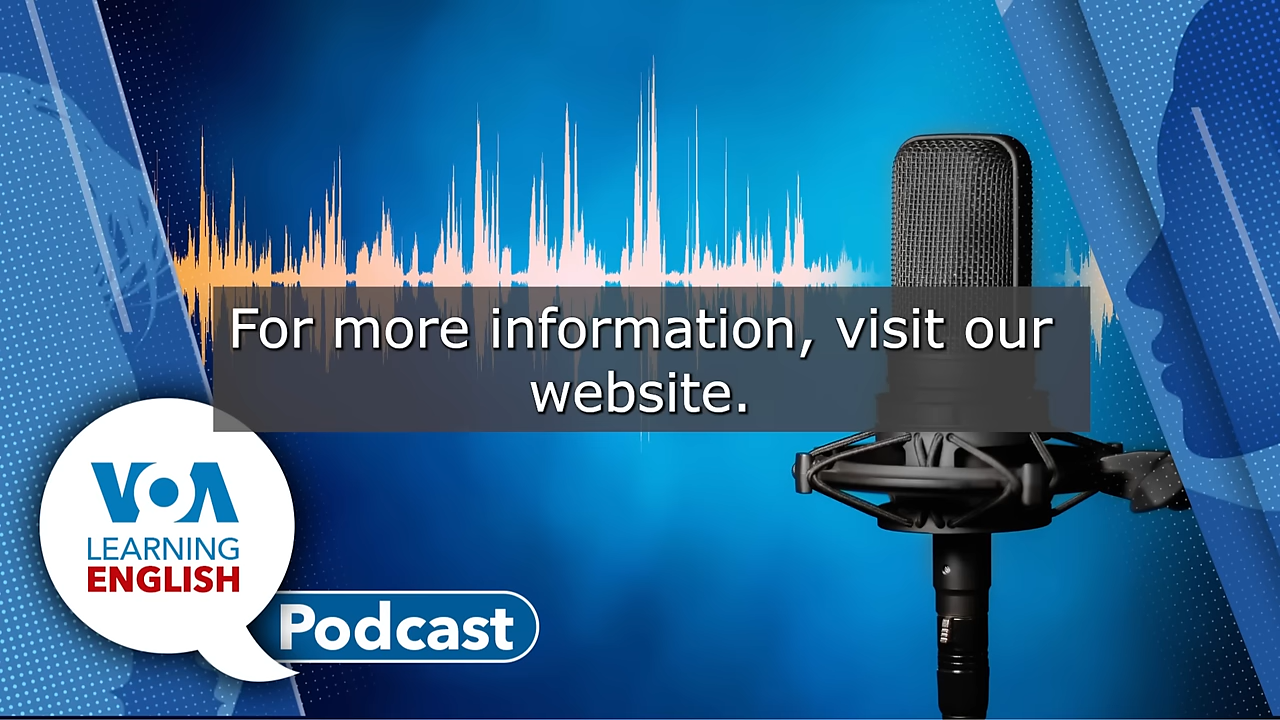 For more information, visit our
website.
VOA
LEARNING
ENGLISH
Podcast